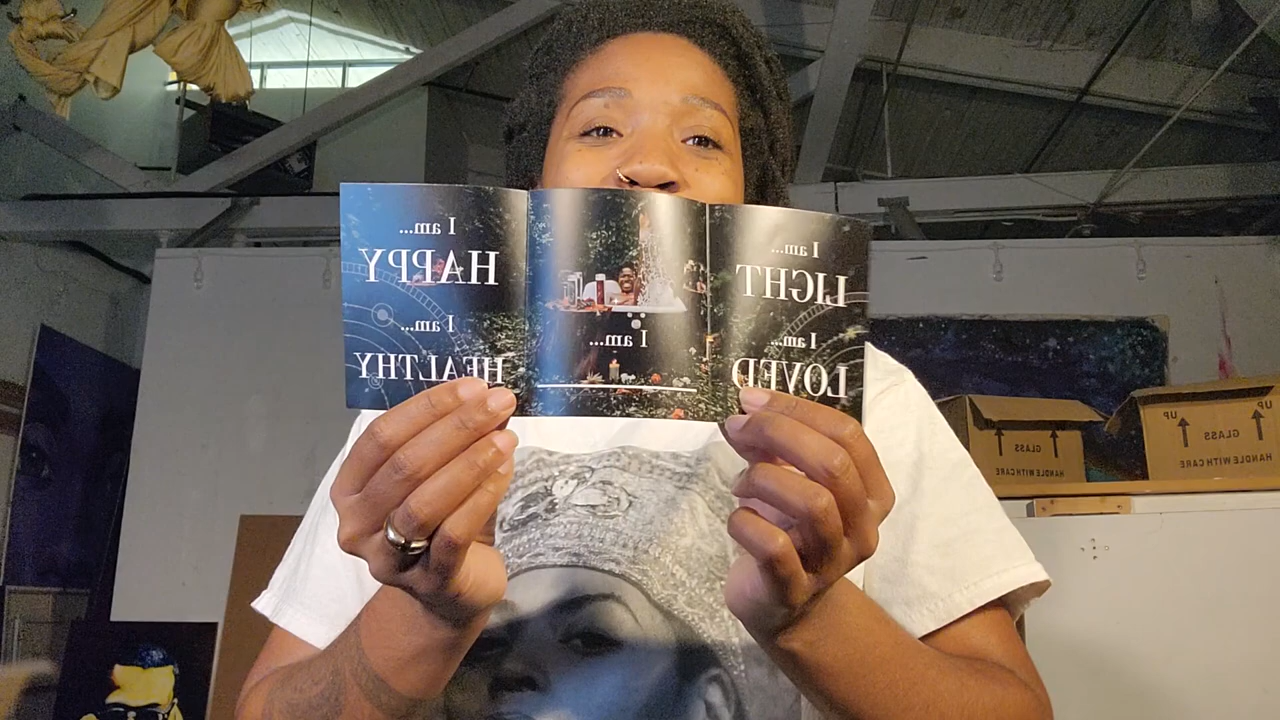 I am...
HAPPY
I am...
HEALTHY
I am...
I am...
LIGHT
I am...
LOVED
GLASS
HANDLE WITH CARE
UP UP
GLASS
HANDLE WITH CARE